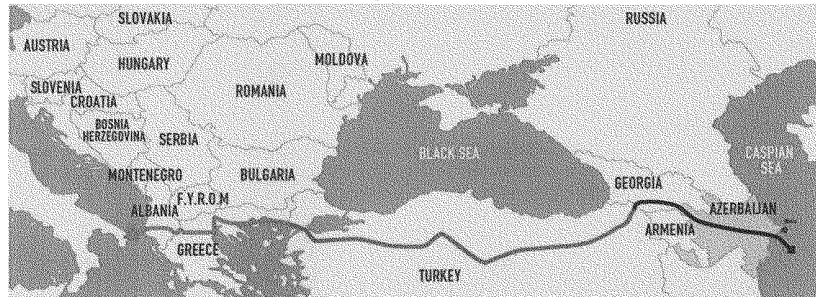 SLOVAKIA
RUSSIA
AUSTRIA
HUNGARY
MOLDOVA
SLOVENIA
ROMANIA
CROATIA
BOSNIA
HERZEGOVINA
SERBIA
BLACK SEA
CASPIAN
SEA
MONTENEGRO
BULGARIA
GEORGIA
F.Y.R.O.M
ALBANIA
AZERBAIJAN
ARMENIA
GREECE
TURKEY